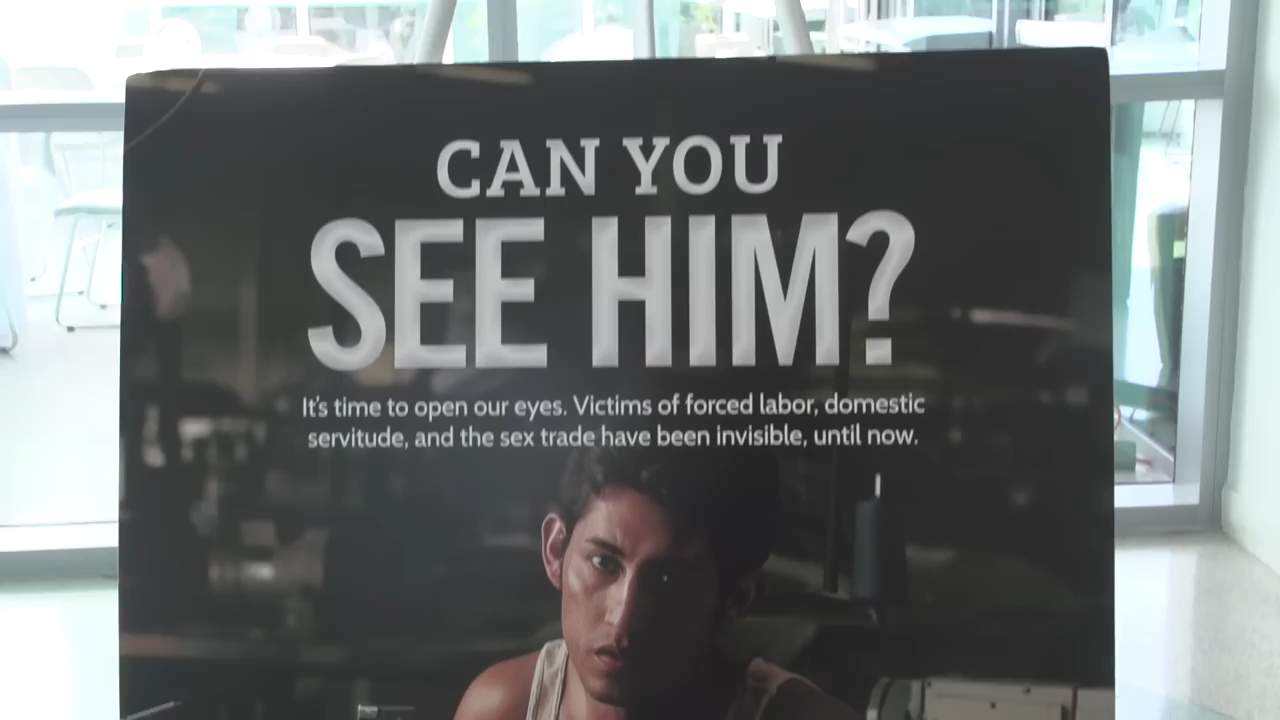 CAN YOU
SEE HIM?
It's time to open our eyes. Victims of forced labor, domestic
servitude, and the sex trade have been invisible, until now.